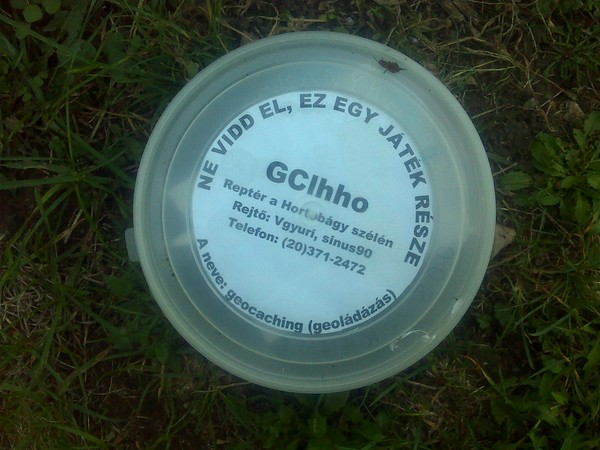 NE VIDD EL, EZ EGY JÁTÉK RÉSZE
GClhho
Reptér a Hortobágy szélén
Rejtő: Vgyuri, sinus90
Telefon: (20)371-2472
A neve: geocaching (geoládázás)